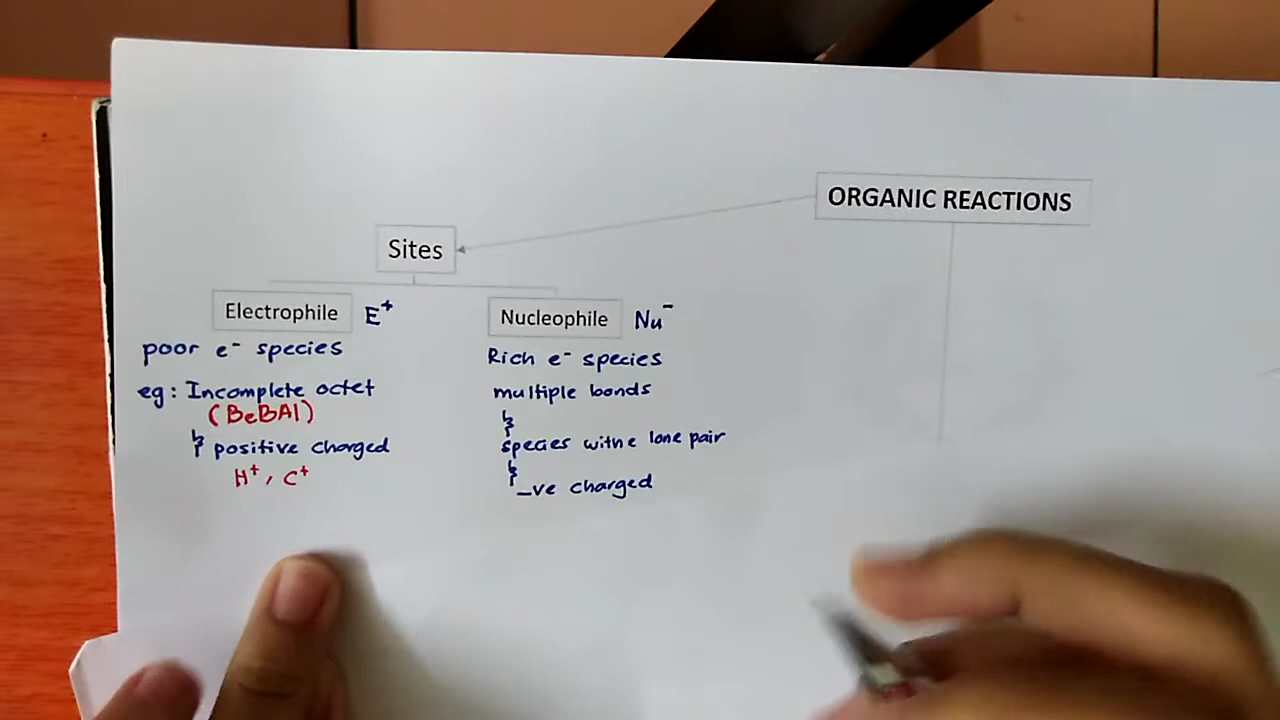 ORGANIC REACTIONS
Sites
Electrophile E⁺
poor e⁻ species
eg: Incomplete octet
(BeBAl)
positive charged
H⁺, C⁺
Nucleophile Nu⁻
Rich e⁻ species
multiple bonds
species withe lone pair
-ve charged